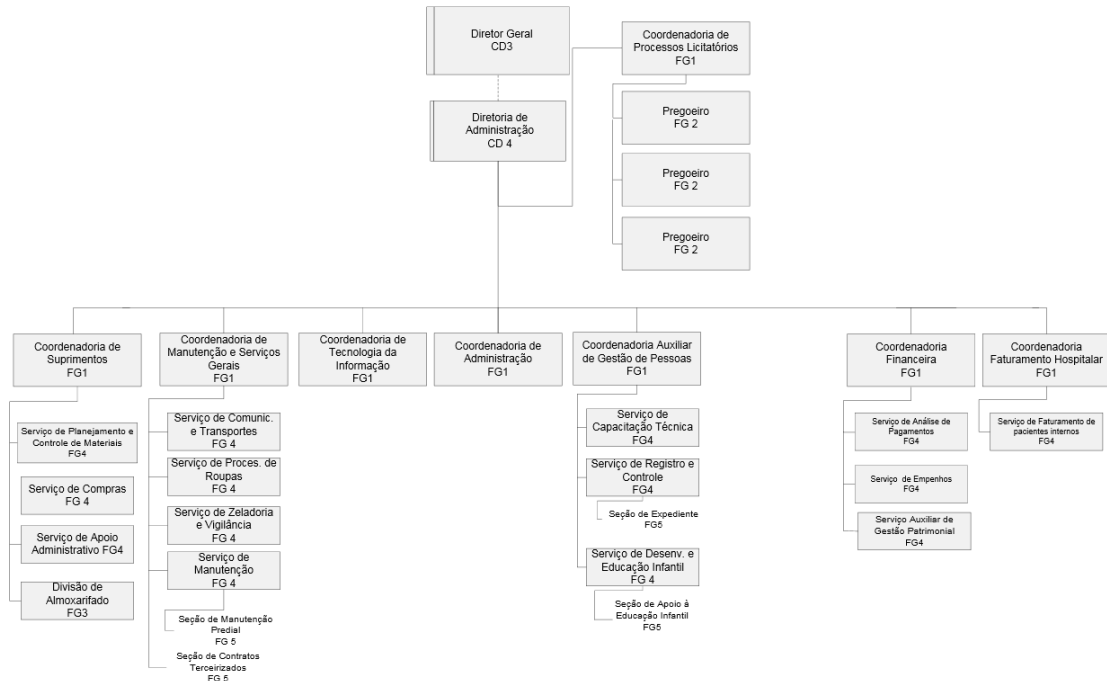 Diretor Geral
CD3
Coordenadoria de
Processos Licitatórios
FG1
Diretoria de
Administração
CD 4
Pregoeiro
FG 2
Pregoeiro
FG 2
Pregoeiro
FG 2
Coordenadoria de
Suprimentos
FG1
Serviço de Planejamento e
Controle de Materiais
FG4
Serviço de Compras
FG 4
Serviço de Apoio
Administrativo FG4
Divisão de
Almoxarifado
FG3
Coordenadoria de
Manutenção e Serviços
Gerais
FG1
Serviço de Comunic.
e Transportes
FG 4
Serviço de Proces. de
Roupas
FG 4
Serviço de Zeladoria
e Vigilância
FG 4
Serviço de
Manutenção
FG 4
Seção de Manutenção
Predial
FG 5
Seção de Contratos
Terceirizados
FG 5
Coordenadoria de
Tecnologia da
Informação
FG1
Coordenadoria de
Administração
FG1
Coordenadoria Auxiliar
de Gestão de Pessoas
FG1
Serviço de
Capacitação Técnica
FG4
Serviço de Registro e
Controle
FG4
Seção de Expediente
FG5
Serviço de Desenv. e
Educação Infantil
FG 4
Seção de Apoio à
Educação Infantil
FG5
Coordenadoria
Financeira
FG1
Serviço de Análise de
Pagamentos
FG4
Serviço de Empenhos
FG4
Serviço Auxiliar de
Gestão Patrimonial
FG4
Coordenadoria
Faturamento Hospitalar
FG1
Serviço de Faturamento de
pacientes internos
FG4